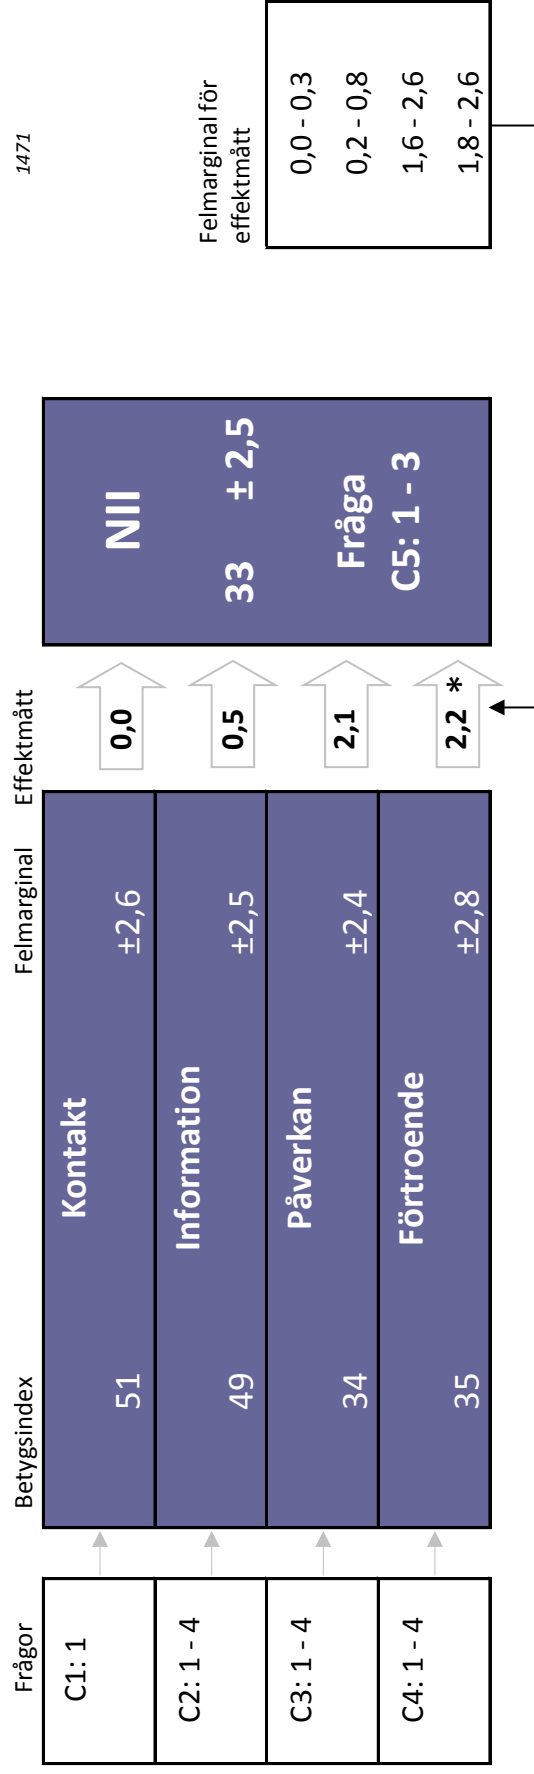 1471
Frågor
Betygsindex
Felmarginal
Effektmått
Felmarginal för
effektmått
C1: 1
Kontakt
51
±2,6
0,0
C2: 1 - 4
Information
49
±2,5
0,5
C3: 1 - 4
Påverkan
34
±2,4
2,1
C4: 1 - 4
Förtroende
35
±2,8
2,2 *
NII
33 ± 2,5
Fråga
C5: 1 - 3
0,0 - 0,3
0,2 - 0,8
1,6 - 2,6
1,8 - 2,6